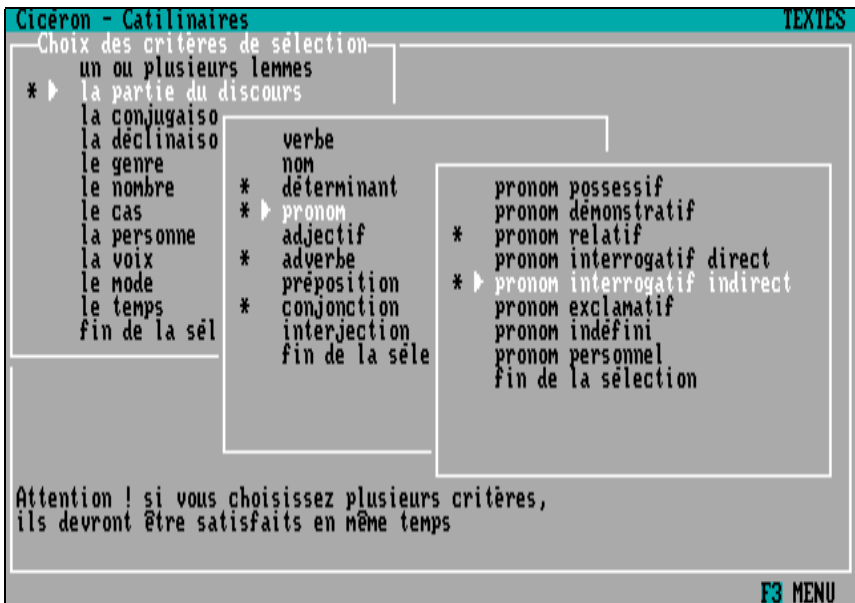 Cicéron - Catilinaires TEXTES
Choix des critères de sélection
un ou plusieurs lemmes
* la partie du discours
la conjugaiso
la déclinaiso
le genre
le nombre
le cas
la personne
la voix
le mode
le temps
fin de la sél
verbe
nom
* déterminant
* pronom
adjectif
* adverbe
préposition
* conjonction
interjection
fin de la séle
pronom possessif
pronom démonstratif
* pronom relatif
pronom interrogatif direct
* pronom interrogatif indirect
pronom exclamatif
pronom indéfini
pronom personnel
fin de la sélection
Attention ! si vous choisissez plusieurs critères,
ils devront être satisfaits en même temps
F3 MENU